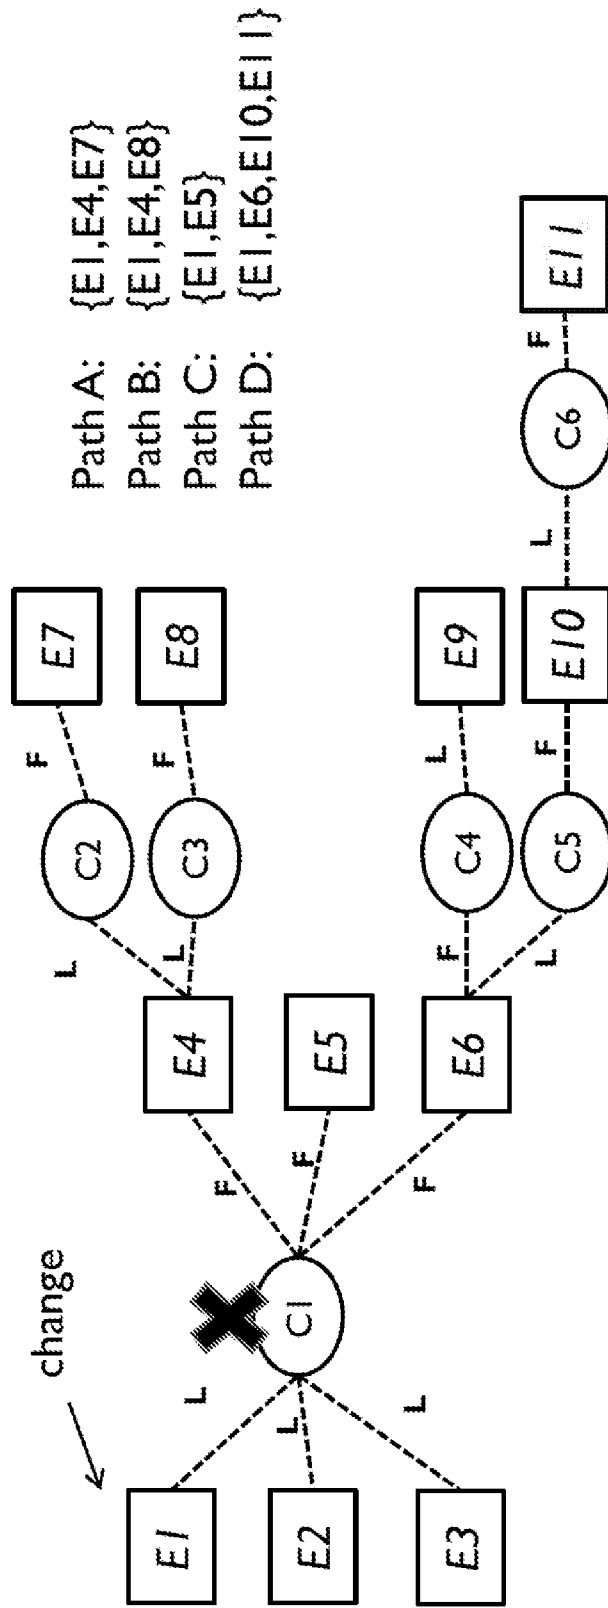 change
Path A: {E1,E4,E7}
Path B: {E1,E4,E8}
Path C: {E1,E5}
Path D: {E1,E6,E10,E11}
E1
E2
E3
L
L
L
C1
F
F
F
E4
E5
E6
L
L
F
L
C2
C3
C4
C5
F
F
L
F
E7
E8
E9
E10
L
C6
F
E11